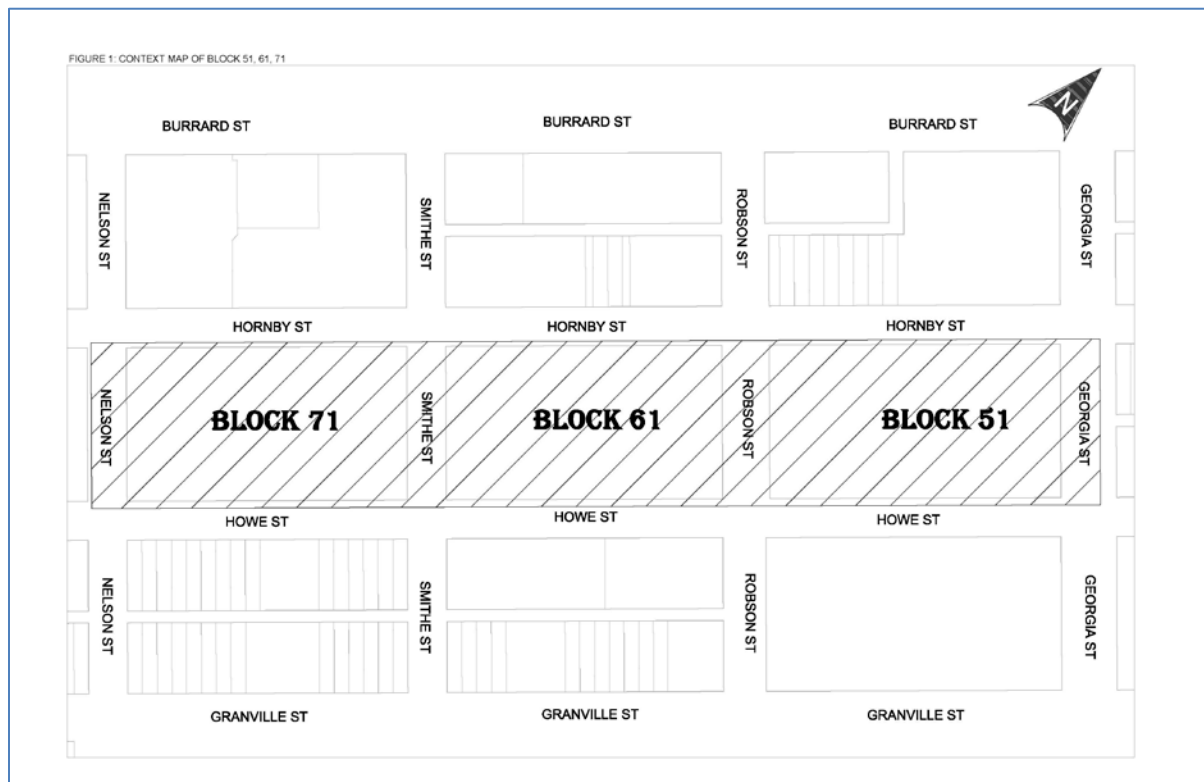 FIGURE 1: CONTEXT MAP OF BLOCK 51, 61, 71
N
BURRARD ST
BURRARD ST
BURRARD ST
NELSON ST
SMITHE ST
ROBSON ST
GEORGIA ST
HORNBY ST
HORNBY ST
HORNBY ST
NELSON ST
BLOCK 71
SMITHE ST
BLOCK 61
ROBSON ST
BLOCK 51
GEORGIA ST
HOWE ST
HOWE ST
HOWE ST
NELSON ST
SMITHE ST
ROBSON ST
GEORGIA ST
GRANVILLE ST
GRANVILLE ST
GRANVILLE ST